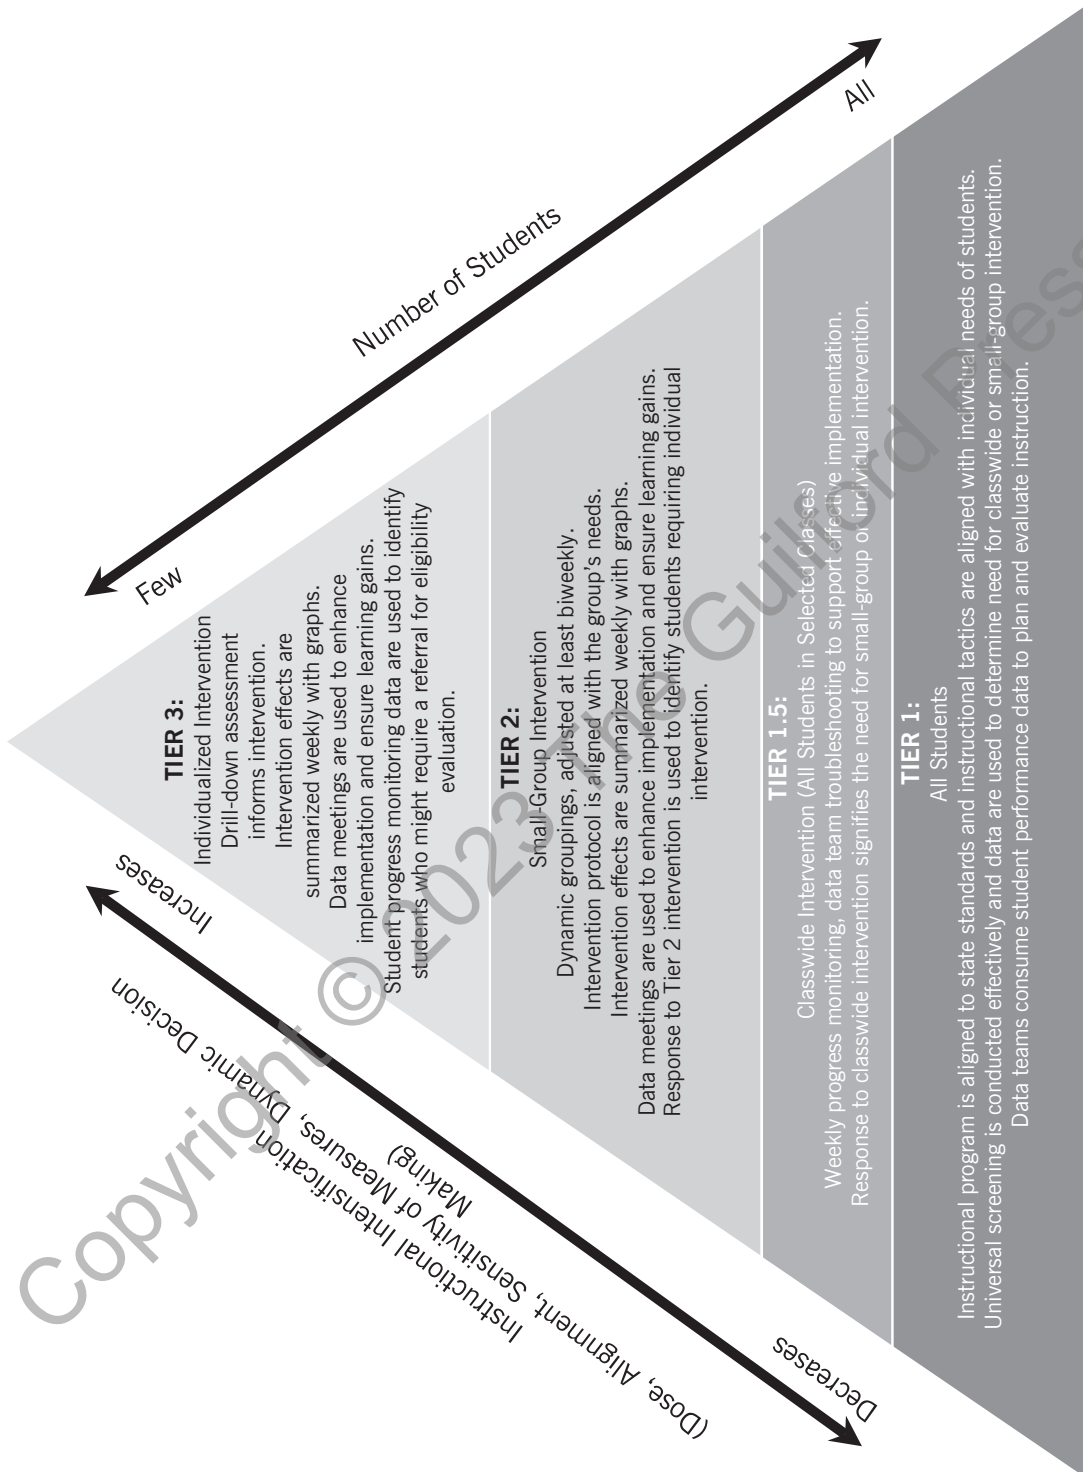 Increases
Instructional Intensification
(Dose, Alignment, Sensitivity of Measures, Dynamic Decision
Making)
Decreases
Few
Number of Students
All
TIER 3:
Individualized Intervention
Drill-down assessment
informs intervention.
Intervention effects are
summarized weekly with graphs.
Data meetings are used to enhance
implementation and ensure learning gains.
Student progress monitoring data are used to identify
students who might require a referral for eligibility
evaluation.
TIER 2:
Small-Group Intervention
Dynamic groupings, adjusted at least biweekly.
Intervention protocol is aligned with the group's needs.
Intervention effects are summarized weekly with graphs.
Data meetings are used to enhance implementation and ensure learning gains.
Response to Tier 2 intervention is used to identify students requiring individual
intervention.
TIER 1.5:
Classwide Intervention (All Students in Selected Classes)
Weekly progress monitoring, data team troubleshooting to support effective implementation.
Response to classwide intervention signifies the need for small-group or individual intervention.
TIER 1:
All Students
Instructional program is aligned to state standards and instructional tactics are aligned with individual needs of students.
Universal screening is conducted effectively and data are used to determine need for classwide or small-group intervention.
Data teams consume student performance data to plan and evaluate instruction.
Copyright © 2023 The Guilford Press